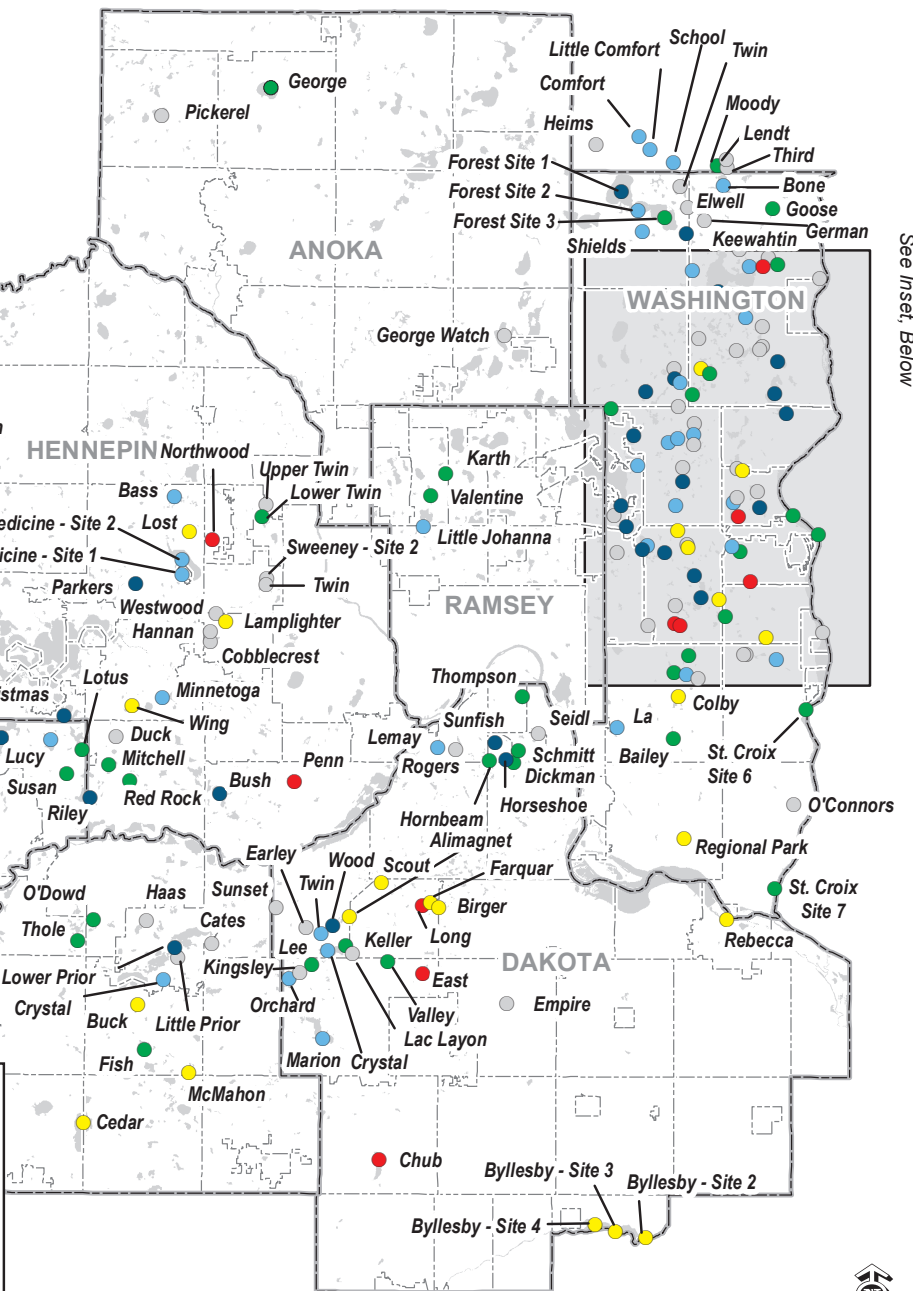 George
Pickerel
ANOKA
George Watch
Little Comfort
School
Twin
Comfort
Moody
Heims
Lendt
Third
Forest Site 1
Forest Site 2
Bone
Elwell
Goose
Forest Site 3
German
Shields
Keewahtin
See Inset, Below
WASHINGTON
HENNEPIN
Northwood
Upper Twin
Lower Twin
Bass
edicine - Site 2
Lost
icine - Site 1
Sweeney - Site 2
Parkers
Twin
Westwood
Lamplighter
Hannan
Cobblecrest
Karth
Valentine
Little Johanna
RAMSEY
istmas
Lotus
Minnetoga
Wing
Lucy
Duck
Mitchell
Susan
Red Rock
Riley
Bush
Penn
Thompson
Sunfish
Seidl
Lemay
Rogers
Schmitt
Dickman
Horseshoe
Hornbeam
Alimagnet
La
Colby
Bailey
St. Croix
Site 6
O'Connors
Regional Park
St. Croix
Site 7
Rebecca
Earley
Twin
Wood
Scout
Farquar
Birger
Long
O'Dowd
Haas
Sunset
Thole
Cates
Lee
Keller
Lower Prior
Kingsley
East
DAKOTA
Crystal
Orchard
Valley
Empire
Buck
Little Prior
Lac Layon
Marion
Crystal
Fish
McMahon
Cedar
Chub
Byllesby - Site 3
Byllesby - Site 2
Byllesby - Site 4